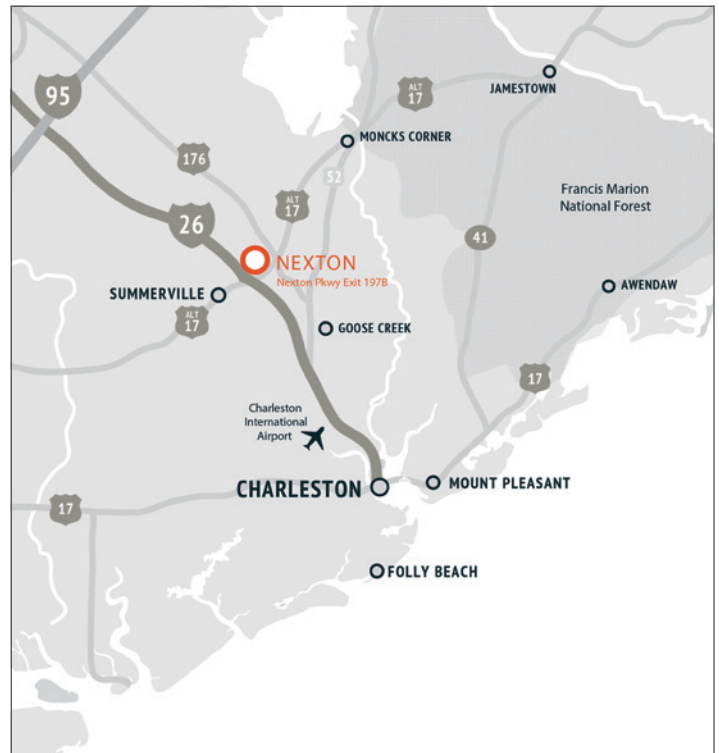 95
ALT
17
JAMESTOWN
MONCKS CORNER
176
52
Francis Marion
National Forest
ALT
17
26
41
NEXTON
Nexton Pkwy Exit 197B
AWENDAW
SUMMERVILLE
ALT
17
GOOSE CREEK
17
Charleston
International
Airport
CHARLESTON
MOUNT PLEASANT
17
FOLLY BEACH